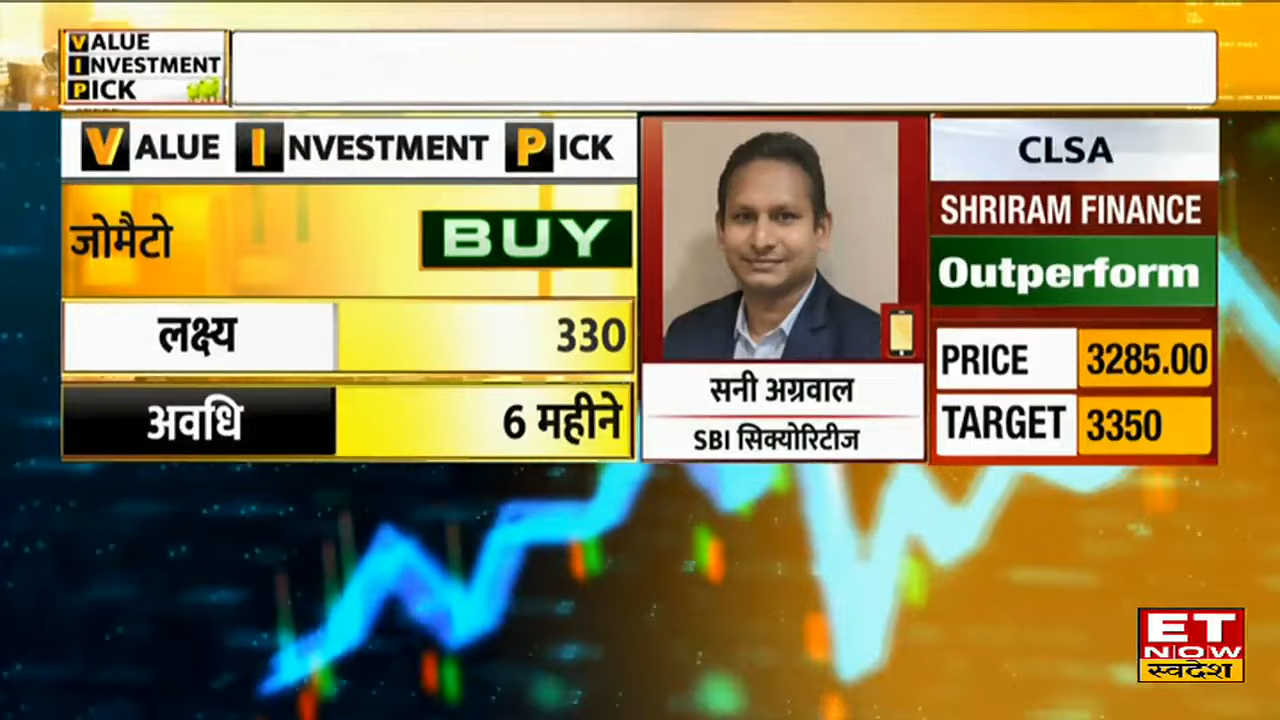 VALUE
INVESTMENT
PICK
VALUE INVESTMENT PICK
जोमैटो
BUY
लक्ष्य
330
अवधि
6 महीने
सनी अग्रवाल
SBI सिक्योरिटीज
CLSA
SHRIRAM FINANCE
Outperform
PRICE
3285.00
TARGET
3350
ET
NOW
स्वदेश